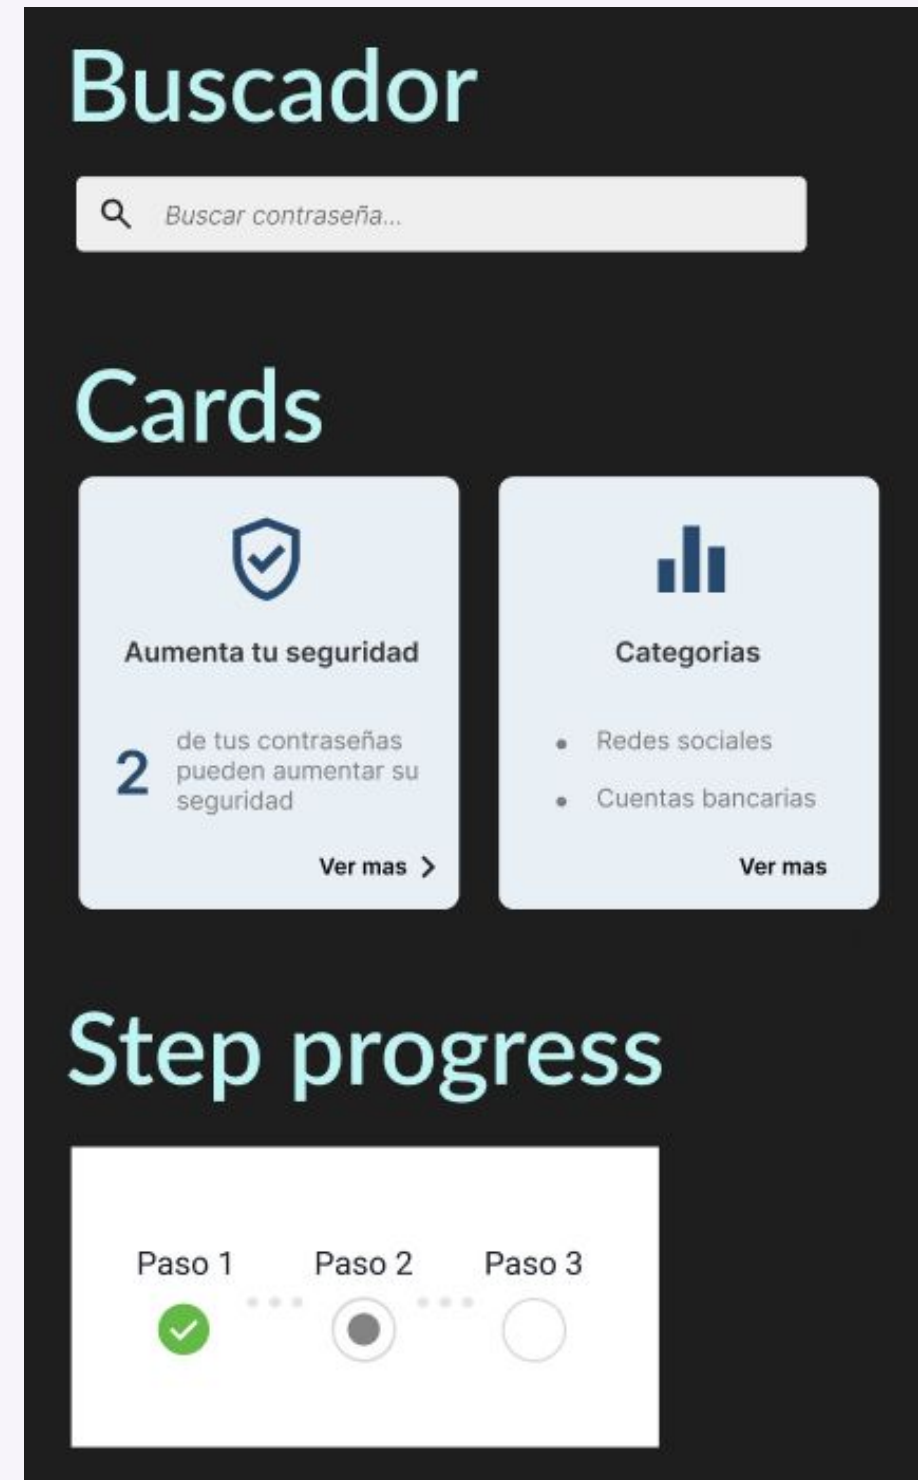 Buscador
Buscar contraseña...
Cards
Aumenta tu seguridad
2
de tus contraseñas
pueden aumentar su
seguridad
Ver mas
Categorias
Redes sociales
Cuentas bancarias
Ver mas
Step progress
Paso 1
Paso 2
Paso 3